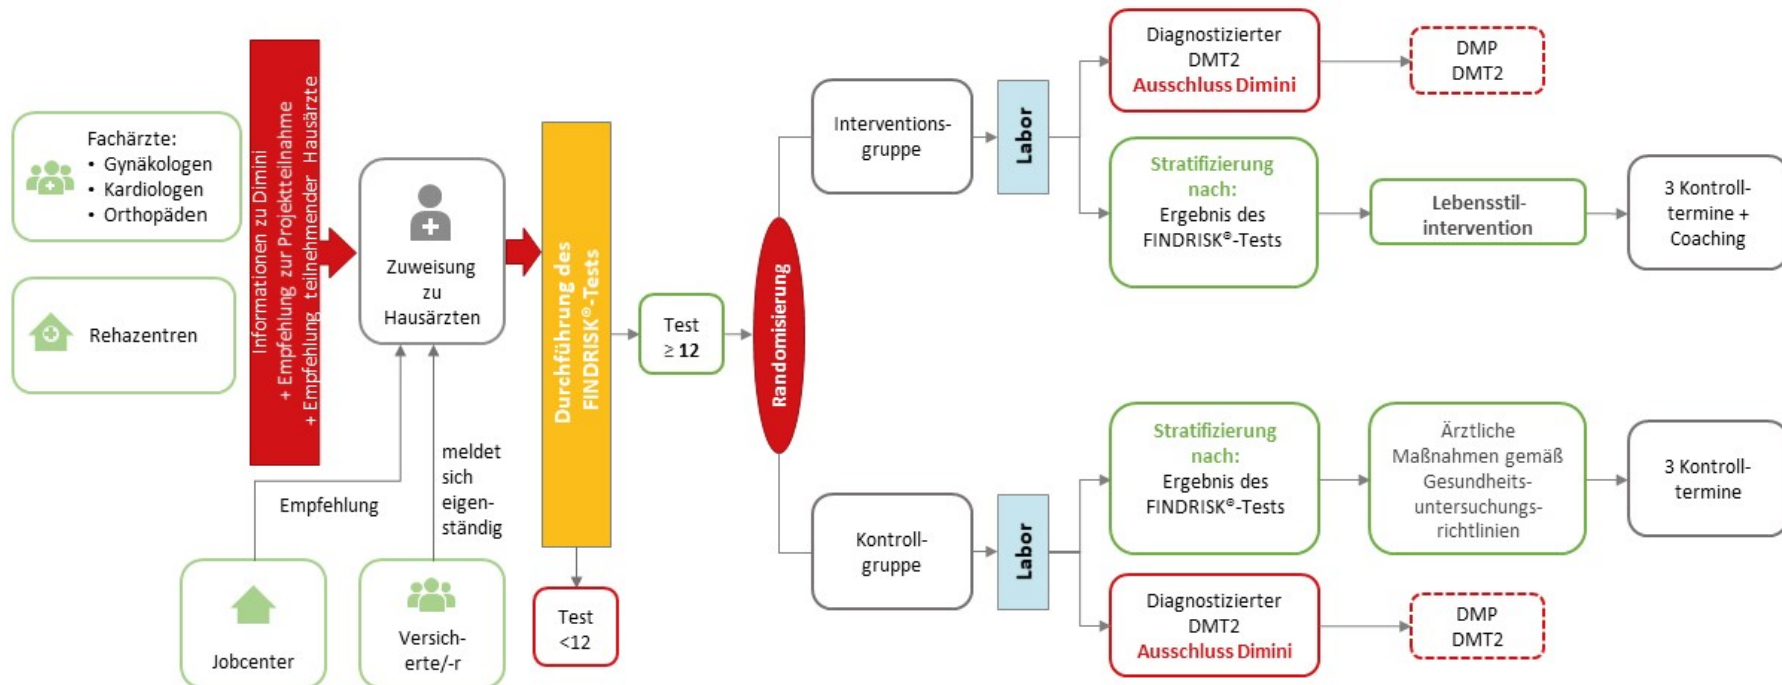 Fachärzte:
• Gynäkologen
• Kardiologen
• Orthopäden
Rehazentren
Informationen zu Dimini
+ Empfehlung zur Projektteilnahme
+ Empfehlung teilnehmender Hausärzte
Zuweisung
zu
Hausärzten
Empfehlung
meldet
sich
eigen-
ständig
Jobcenter
Versich-
erte/-r
Durchführung des
FINDRISK®-Tests
Test
<12
Test
≥ 12
Randomisierung
Interventions-
gruppe
Labor
Diagnostizierter
DMT2
Ausschluss Dimini
DMP
DMT2
Stratifizierung
nach:
Ergebnis des
FINDRISK®-Tests
Lebensstil-
intervention
3 Kontroll-
termine +
Coaching
Kontroll-
gruppe
Labor
Stratifizierung
nach:
Ergebnis des
FINDRISK®-Tests
Ärztliche
Maßnahmen gemäß
Gesundheits-
untersuchungs-
richtlinien
3 Kontroll-
termine
Diagnostizierter
DMT2
Ausschluss Dimini
DMP
DMT2